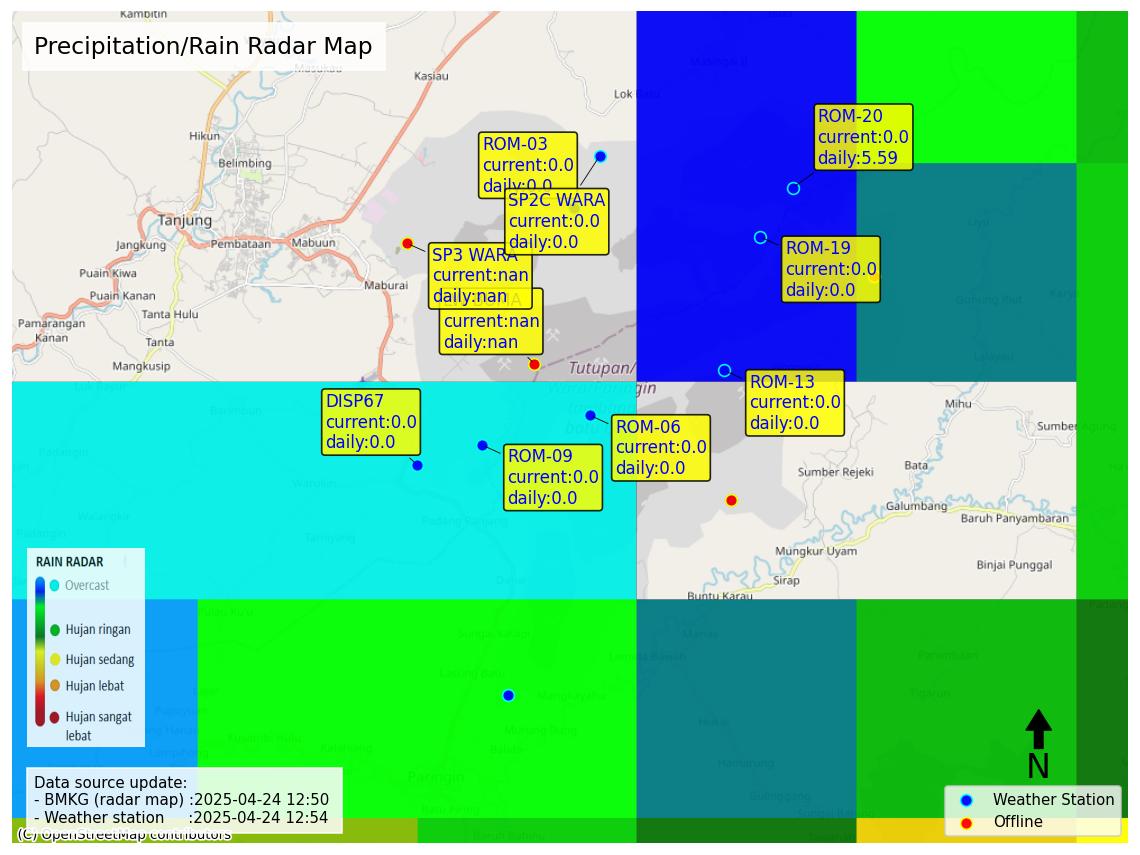 Kambitin
Precipitation/Rain Radar Map
Masukau
Kasiau
Hikun
Belimbing
Tanjung
Jangkung
Pembataan
Mabuun
Puain Kiwa
Maburai
Puain Kanan
Tanta Hulu
Pamarangan
Kanan
Tanta
Mangkusip
ROM-03
current:0.0
daily:0.0
SP2C WARA
current:0.0
daily:0.0
SP3 WARA
current:nan
daily:nan
current:nan
daily:nan
ROM-20
current:0.0
daily:5.59
ROM-19
current:0.0
daily:0.0
ROM-13
current:0.0
daily:0.0
Tutupan/
DISP67
current:0.0
daily:0.0
ROM-09
current:0.0
daily:0.0
ROM-06
current:0.0
daily:0.0
Mihu
Sumber Agung
Sumber Rejeki
Bata
Galumbang
Baruh Panyambaran
Mungkur Uyam
Binjai Punggal
Sirap
Buntu Karau
Padang Panjang
Lasung Batu
Mangkayahu
Paringin
RAIN RADAR
Overcast
Hujan ringan
Hujan sedang
Hujan lebat
Hujan sangat
lebat
Data source update:
- BMKG (radar map) :2025-04-24 12:50
- Weather station :2025-04-24 12:54
(C) OpenStreetMap contributors
N
Weather Station
Offline